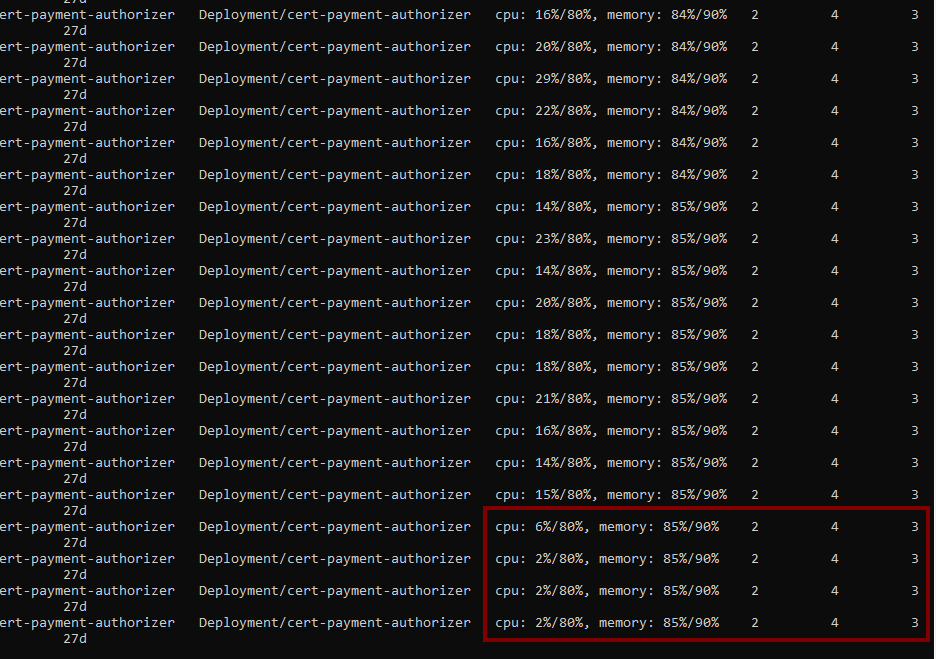 27d
ert-payment-authorizer Deployment/cert-payment-authorizer cpu: 16%/80%, memory: 84%/90% 2 4 3
27d
ert-payment-authorizer Deployment/cert-payment-authorizer cpu: 20%/80%, memory: 84%/90% 2 4 3
27d
ert-payment-authorizer Deployment/cert-payment-authorizer cpu: 29%/80%, memory: 84%/90% 2 4 3
27d
ert-payment-authorizer Deployment/cert-payment-authorizer cpu: 22%/80%, memory: 84%/90% 2 4 3
27d
ert-payment-authorizer Deployment/cert-payment-authorizer cpu: 16%/80%, memory: 84%/90% 2 4 3
27d
ert-payment-authorizer Deployment/cert-payment-authorizer cpu: 18%/80%, memory: 84%/90% 2 4 3
27d
ert-payment-authorizer Deployment/cert-payment-authorizer cpu: 14%/80%, memory: 85%/90% 2 4 3
27d
ert-payment-authorizer Deployment/cert-payment-authorizer cpu: 23%/80%, memory: 85%/90% 2 4 3
27d
ert-payment-authorizer Deployment/cert-payment-authorizer cpu: 14%/80%, memory: 85%/90% 2 4 3
27d
ert-payment-authorizer Deployment/cert-payment-authorizer cpu: 20%/80%, memory: 85%/90% 2 4 3
27d
ert-payment-authorizer Deployment/cert-payment-authorizer cpu: 18%/80%, memory: 85%/90% 2 4 3
27d
ert-payment-authorizer Deployment/cert-payment-authorizer cpu: 18%/80%, memory: 85%/90% 2 4 3
27d
ert-payment-authorizer Deployment/cert-payment-authorizer cpu: 21%/80%, memory: 85%/90% 2 4 3
27d
ert-payment-authorizer Deployment/cert-payment-authorizer cpu: 16%/80%, memory: 85%/90% 2 4 3
27d
ert-payment-authorizer Deployment/cert-payment-authorizer cpu: 14%/80%, memory: 85%/90% 2 4 3
27d
ert-payment-authorizer Deployment/cert-payment-authorizer cpu: 15%/80%, memory: 85%/90% 2 4 3
27d
ert-payment-authorizer Deployment/cert-payment-authorizer cpu: 6%/80%, memory: 85%/90% 2 4 3
27d
ert-payment-authorizer Deployment/cert-payment-authorizer cpu: 2%/80%, memory: 85%/90% 2 4 3
27d
ert-payment-authorizer Deployment/cert-payment-authorizer cpu: 2%/80%, memory: 85%/90% 2 4 3
27d
ert-payment-authorizer Deployment/cert-payment-authorizer cpu: 2%/80%, memory: 85%/90% 2 4 3
27d